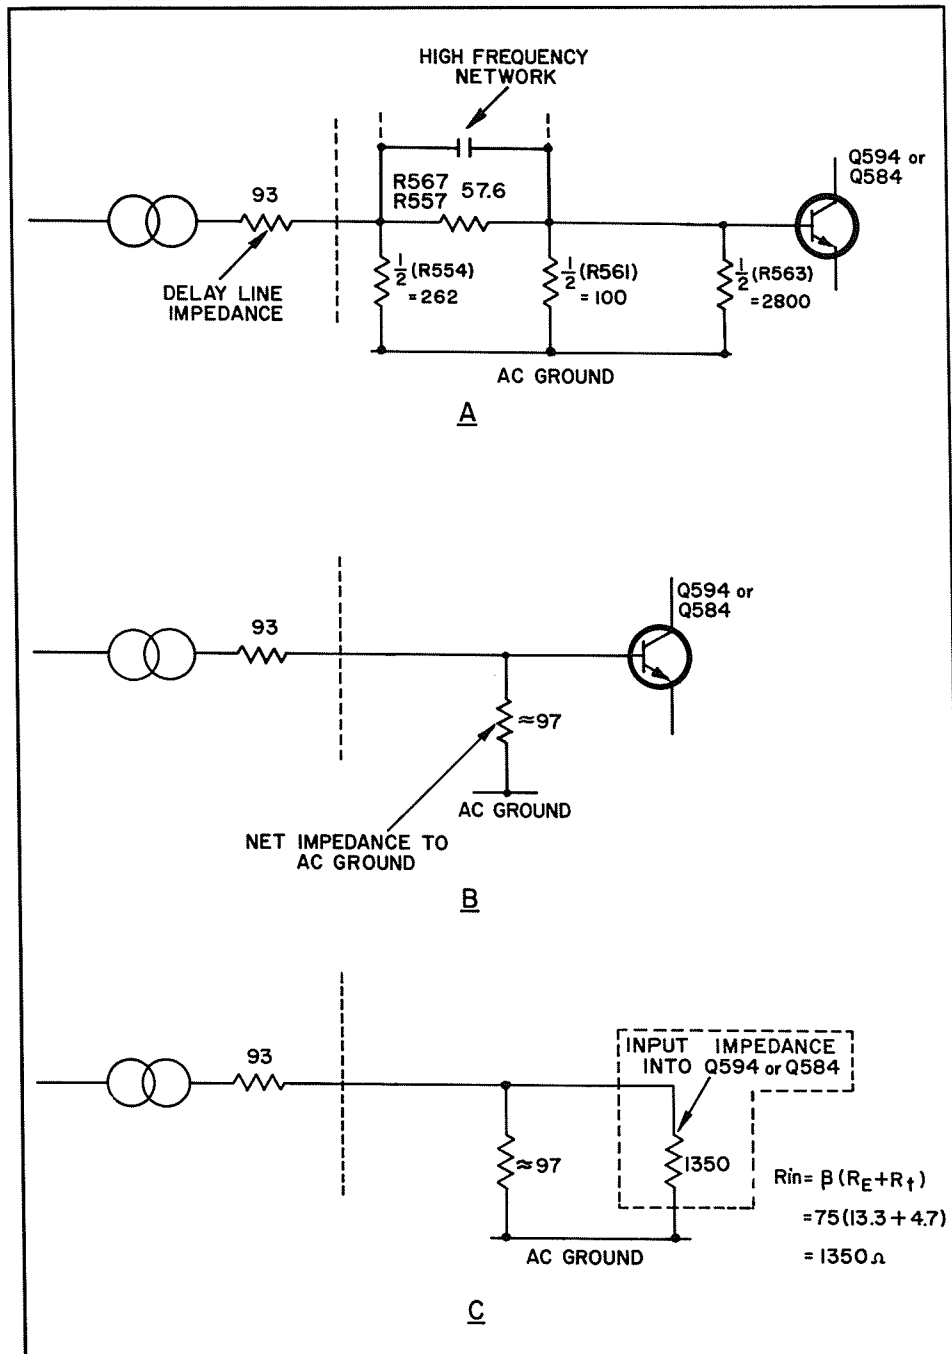 HIGH FREQUENCY
NETWORK
Q594 or
Q584
93
R567
R557
57.6
DELAY LINE
IMPEDANCE
½(R554)
=262
½(R561)
=100
½(R563)
=2800
AC GROUND
A
93
Q594 or
Q584
≈97
AC GROUND
NET IMPEDANCE TO
AC GROUND
B
93
INPUT IMPEDANCE
INTO Q594 or Q584
≈97
1350
Rin= β(RE+Rt)
=75(13.3+4.7)
=1350Ω
AC GROUND
C